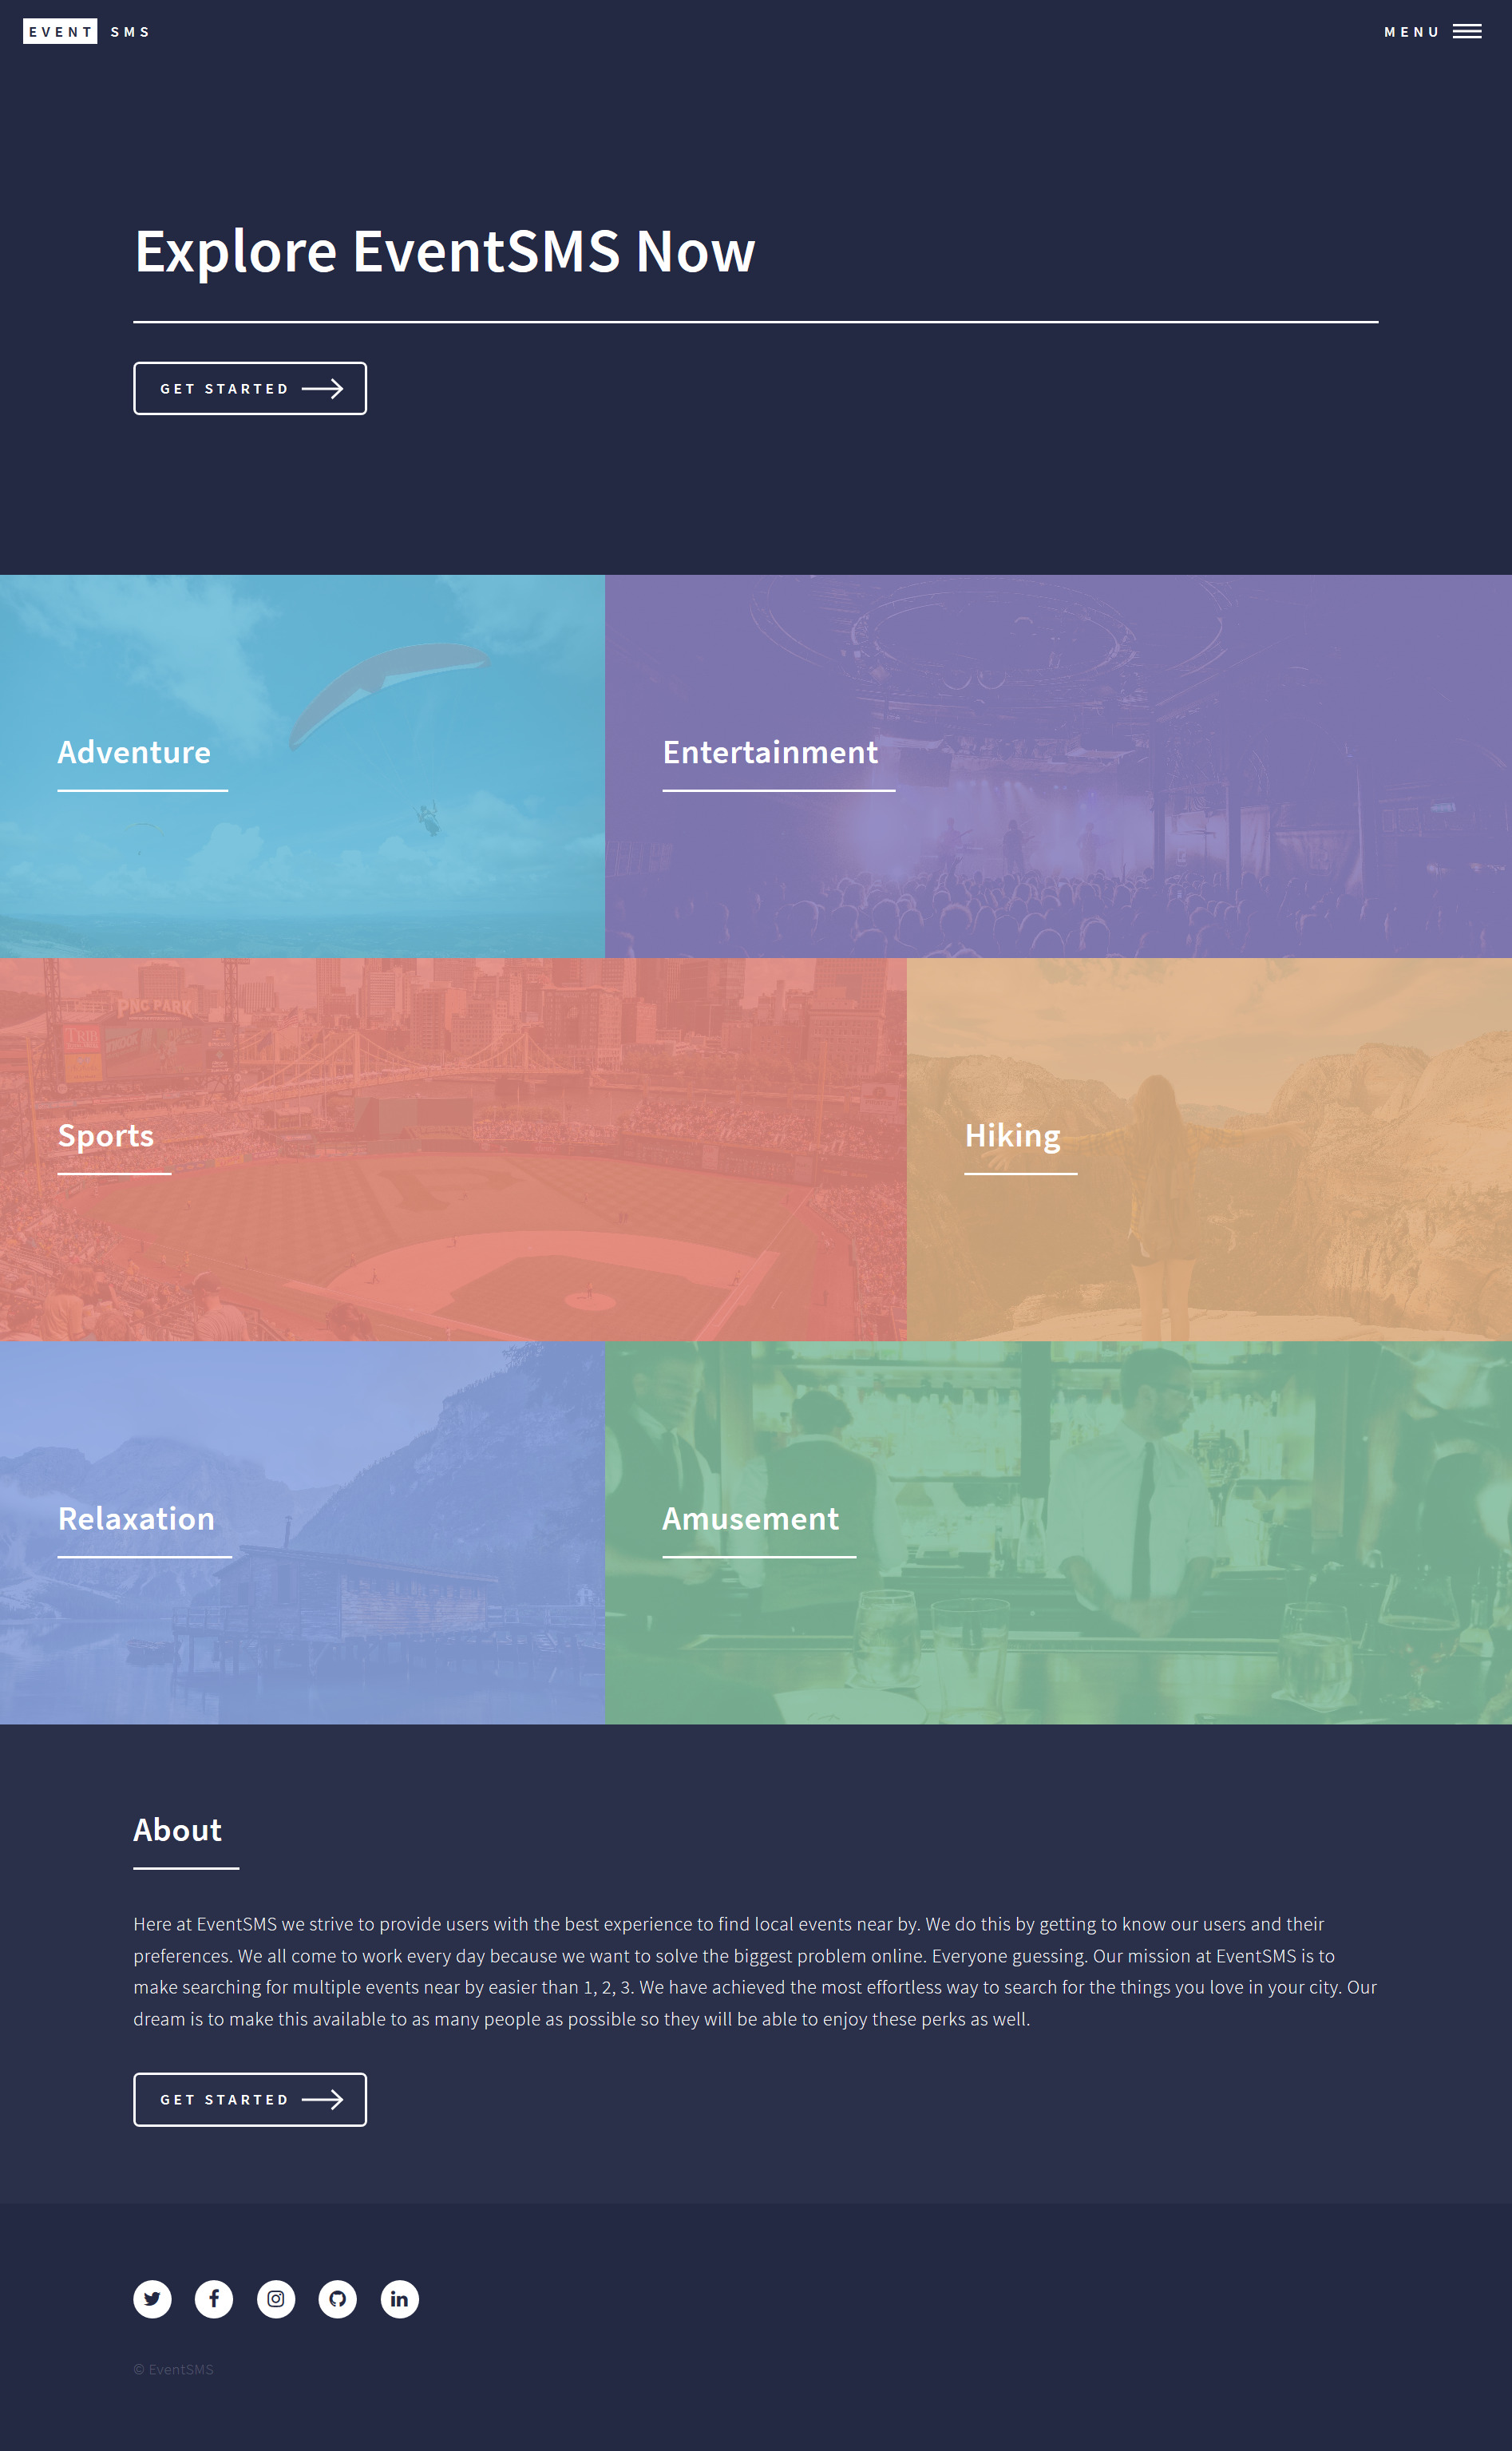 EVENT SMS
MENU
Explore EventSMS Now
GET STARTED
Adventure
Entertainment
PNC PARK
Sports
Hiking
Relaxation
Amusement
About
Here at EventSMS we strive to provide users with the best experience to find local events near by. We do this by getting to know our users and their
preferences. We all come to work every day because we want to solve the biggest problem online. Everyone guessing. Our mission at EventSMS is to
make searching for multiple events near by easier than 1, 2, 3. We have achieved the most effortless way to search for the things you love in your city. Our
dream is to make this available to as many people as possible so they will be able to enjoy these perks as well.
GET STARTED
© EventSMS